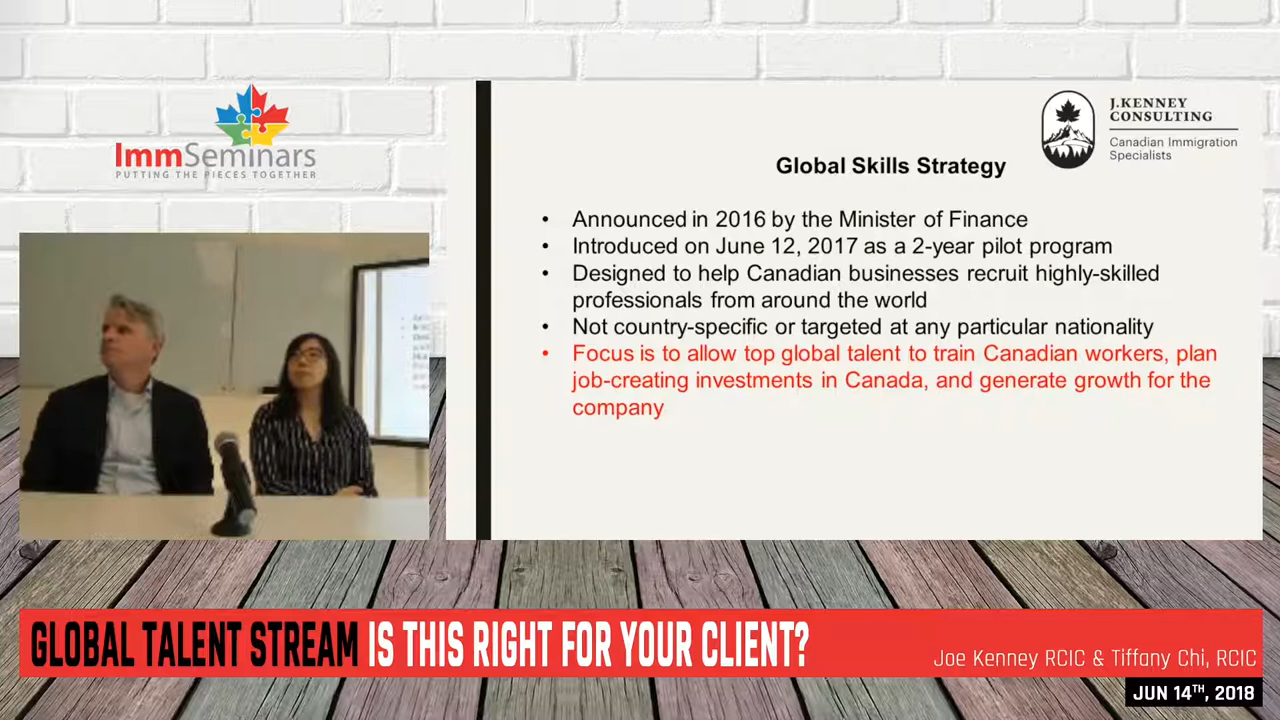 ImmSeminars
PUTTING THE PIECES TOGETHER
J.KENNEY
CONSULTING
Canadian Immigration
Specialists
Global Skills Strategy
• Announced in 2016 by the Minister of Finance
• Introduced on June 12, 2017 as a 2-year pilot program
• Designed to help Canadian businesses recruit highly-skilled
professionals from around the world
• Not country-specific or targeted at any particular nationality
• Focus is to allow top global talent to train Canadian workers, plan
job-creating investments in Canada, and generate growth for the
company
GLOBAL TALENT STREAM IS THIS RIGHT FOR YOUR CLIENT?
Joe Kenney RCIC & Tiffany Chi, RCIC
JUN 14TH, 2018